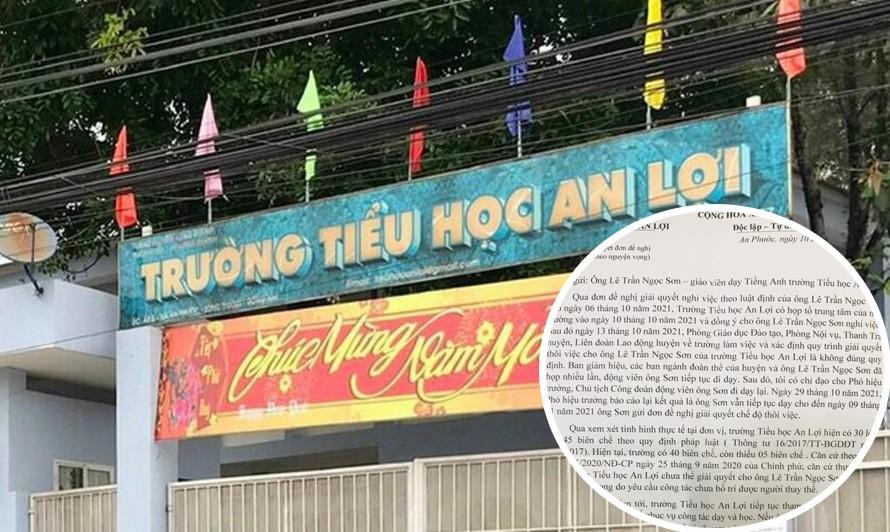 TRƯỜNG TIỂU HỌC AN LỢI
Email:
Chúc Mừng Năm Mới
CỘNG HÒA
AN LỢI
Độc lập – Tự
An Phước, ngày 10
quyết đơn đề nghị
theo nguyện vọng)
gửi: Ông Lê Trần Ngọc Sơn – giáo viên dạy Tiếng Anh trường Tiểu học
Qua đơn đề nghị giải quyết nghỉ việc theo luật định của ông Lê Trần Ngọc
ngày 06 tháng 10 năm 2021, Trường Tiểu học An Lợi có họp tổ trung tâm của
trường vào ngày 10 tháng 10 năm 2021 và đồng ý cho ông Lê Trần Ngọc Sơn nghỉ việc
Sau đó ngày 13 tháng 10 năm 2021, Phòng Giáo dục Đào tạo, Phòng Nội vụ, Thanh Tra
huyện, Liên đoàn Lao động huyện về trường làm việc và xác định quy trình giải quyết
thôi việc cho ông Lê Trần Ngọc Sơn của trường Tiểu học An Lợi là không đúng quy
định. Ban giám hiệu, các ban ngành đoàn thể của huyện và ông Lê Trần Ngọc Sơn đã
họp nhiều lần, động viên ông Sơn tiếp tục đi dạy. Sau đó, tôi có chỉ đạo cho Phó hiệu
trưởng, Chủ tịch Công đoàn động viên ông Sơn đi dạy lại. Ngày 29 tháng 10 năm 2021,
Phó hiệu trưởng báo cáo lại kết quả là ông Sơn vẫn tiếp tục dạy cho đến ngày 09 tháng
năm 2021 ông Sơn gửi đơn đề nghị giải quyết chế độ thôi việc.
Qua xem xét tình hình thực tế tại đơn vị, trường Tiểu học An Lợi hiện có 30
45 biên chế theo quy định pháp luật ( Thông tư 16/2017/TT-BGDĐT
2017). Hiện tại, trường có 40 biên chế, còn thiếu 05 biên chế . Căn cứ theo
/2020/NĐ-CP ngày 25 tháng 9 năm 2020 của Chính phủ; căn cứ
Tiểu học An Lợi chưa thể giải quyết cho ông Lê Trần Ngọc
do yêu cầu công tác chưa bố trí được người thay thế.
tới, trường Tiểu học An Lợi tiếp tục tham
phục vụ công tác dạy và học. Nếu